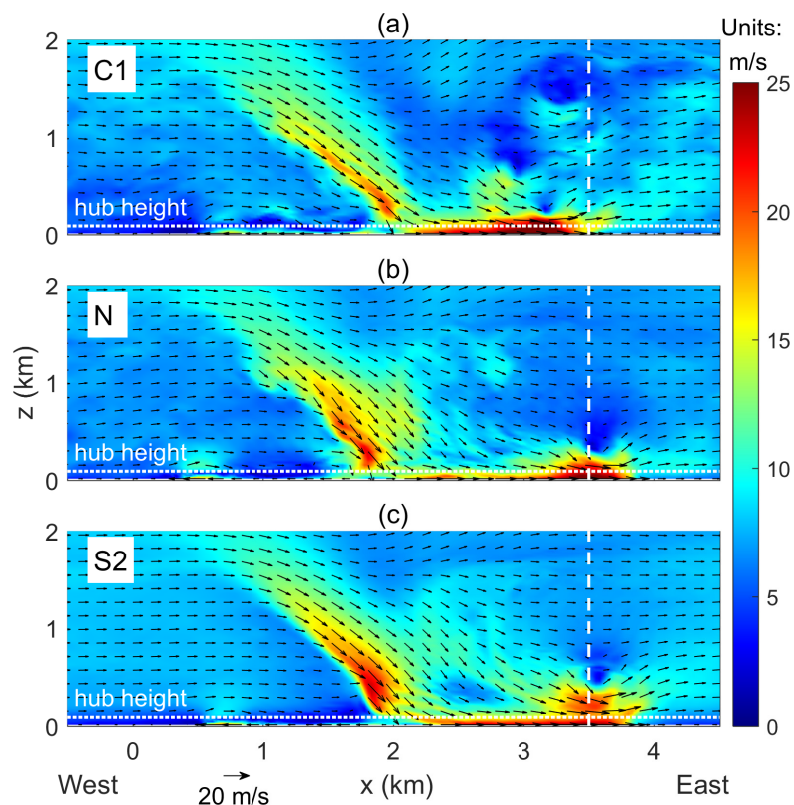 (a)
Units:
m/s
C1
2
1
0
hub height
25
20
15
10
5
0
(b)
N
2
1
0
z (km)
hub height
(c)
S2
2
1
0
hub height
0 1 2 3 4
West x (km) East
20 m/s